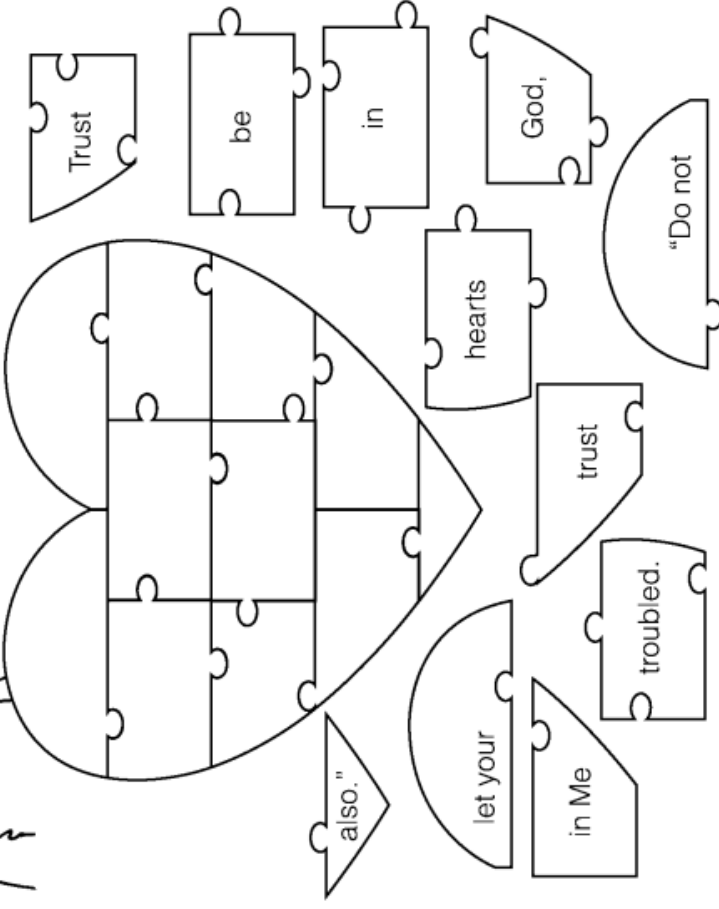 Trust
be
also."
in
let your
hearts
God,
in Me
trust
troubled.
"Do not